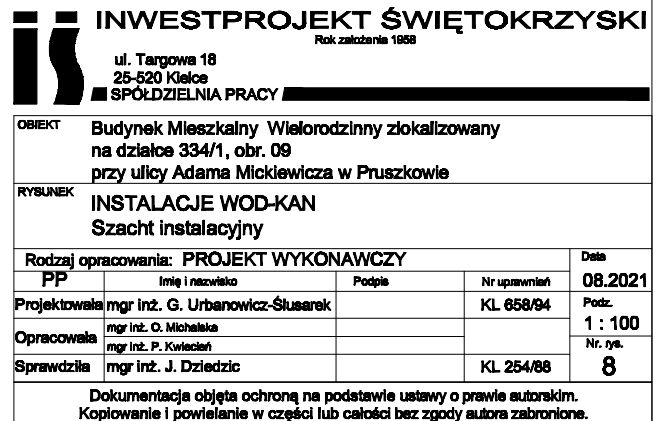 INWESTPROJEKT ŚWIĘTOKRZYSKI
Rok założenia 1958
ul. Targowa 18
25-520 Kielce
SPÓŁDZIELNIA PRACY
OBIEKT
Budynek Mieszkalny Wielorodzinny zlokalizowany
na działce 334/1, obr. 09
przy ulicy Adama Mickiewicza w Pruszkowie
RYSUNEK
INSTALACJE WOD-KAN
Szacht instalacyjny
Rodzaj opracowania: PROJEKT WYKONAWCZY
Data
08.2021
PP Imię i nazwisko Podpis Nr uprawnień
Projektowała mgr inż. G. Urbanowicz-Ślusarek KL 658/94
Podz.
1 : 100
Opracowała mgr inż. O. Michalska
mgr inż. P. Kwiecień
Nr. rys.
8
Sprawdziła mgr inż. J. Dziedzic KL 254/88
Dokumentacja objęta ochroną na podstawie ustawy o prawie autorskim.
Kopiowanie i powielanie w części lub całości bez zgody autora zabronione.